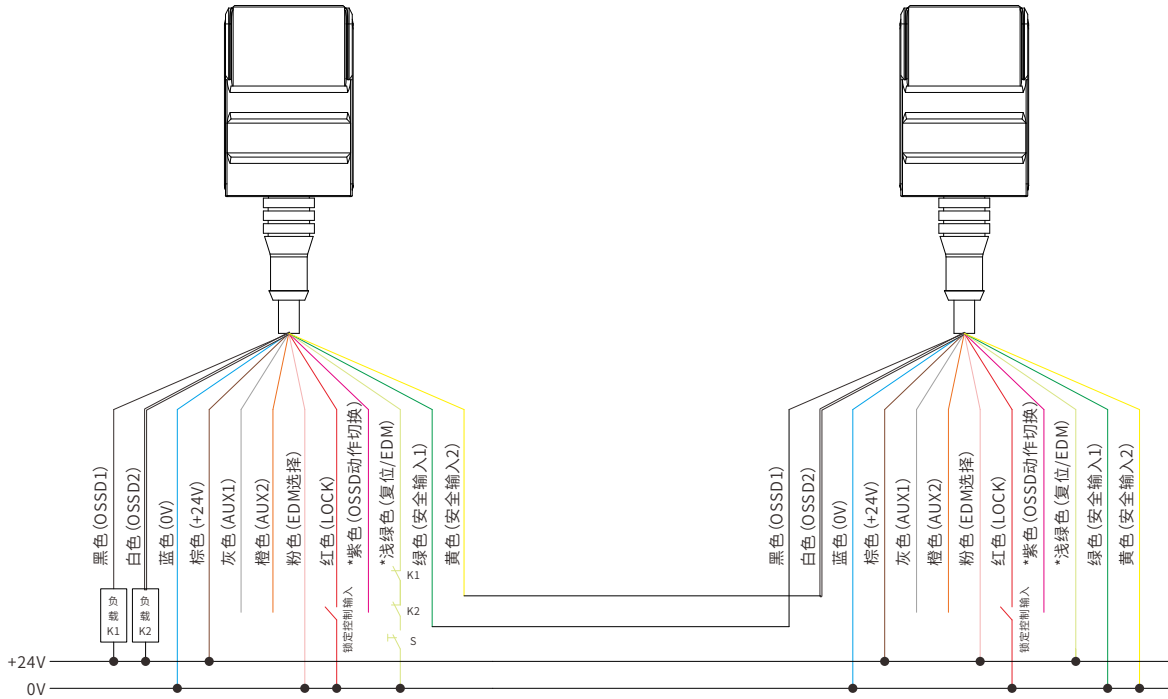 黑色(OSSD1)
白色(OSSD2)
蓝色(0V)
棕色(+24V)
灰色(AUX1)
橙色(AUX2)
粉色(EDM选择)
红色(LOCK)
*紫色(OSSD动作切换)
*浅绿色(复位/EDM)
绿色(安全输入1)
黄色(安全输入2)
负载K1
负载K2
锁定控制输入
K1
K2
S
黑色(OSSD1)
白色(OSSD2)
蓝色(0V)
棕色(+24V)
灰色(AUX1)
橙色(AUX2)
粉色(EDM选择)
红色(LOCK)
*紫色(OSSD动作切换)
*浅绿色(复位/EDM)
绿色(安全输入1)
黄色(安全输入2)
锁定控制输入
+24V
0V